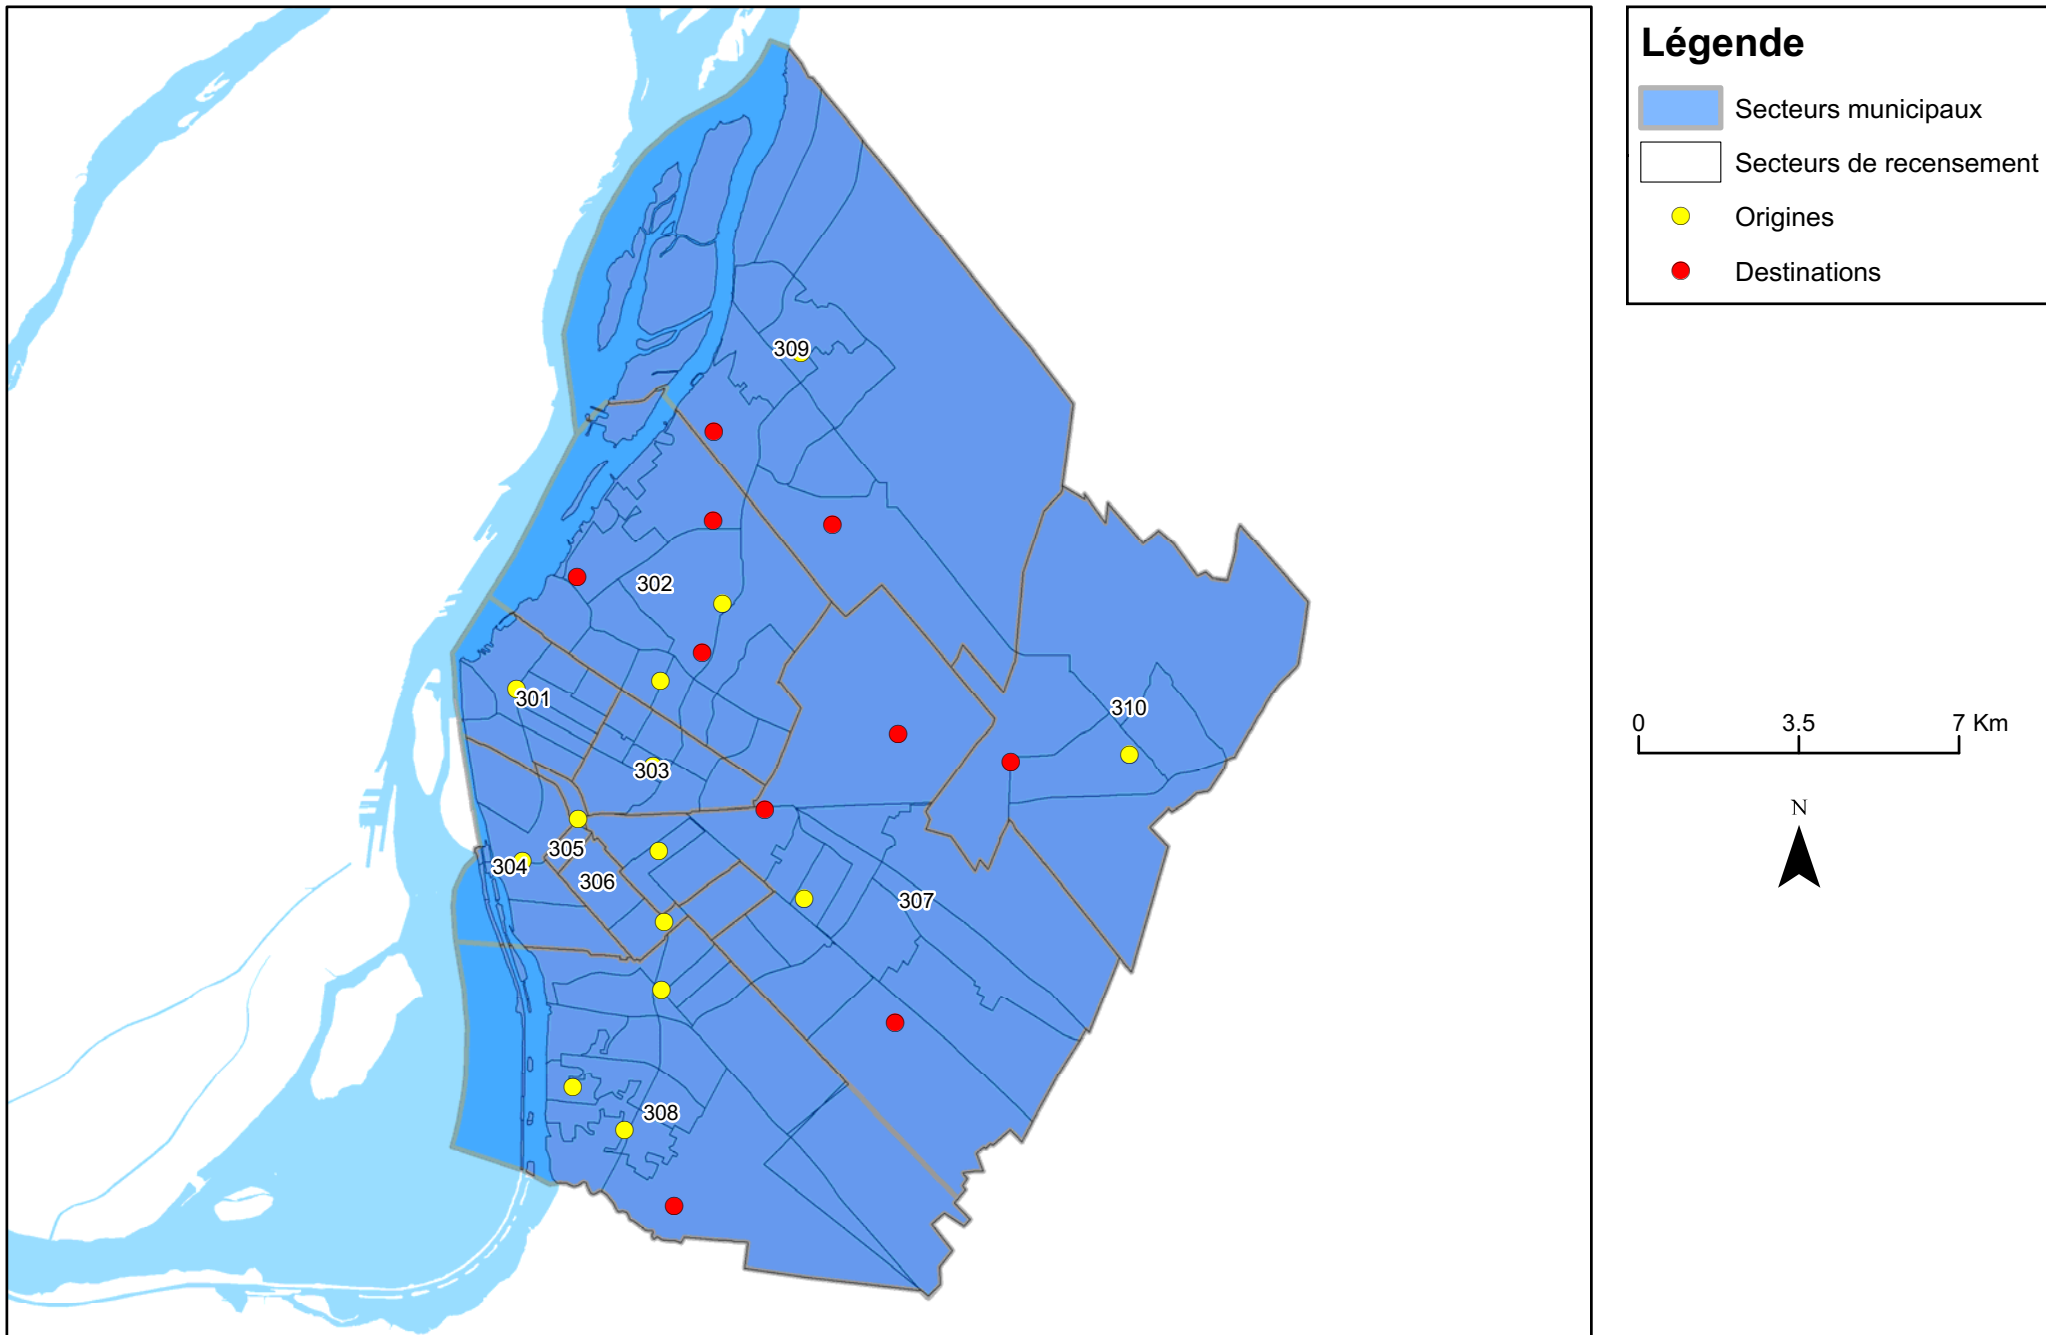 Légende
Secteurs municipaux
Secteurs de recensement
Origines
Destinations
309
302
301
310
303
305
304
306
307
308
0 3.5 7 Km
N